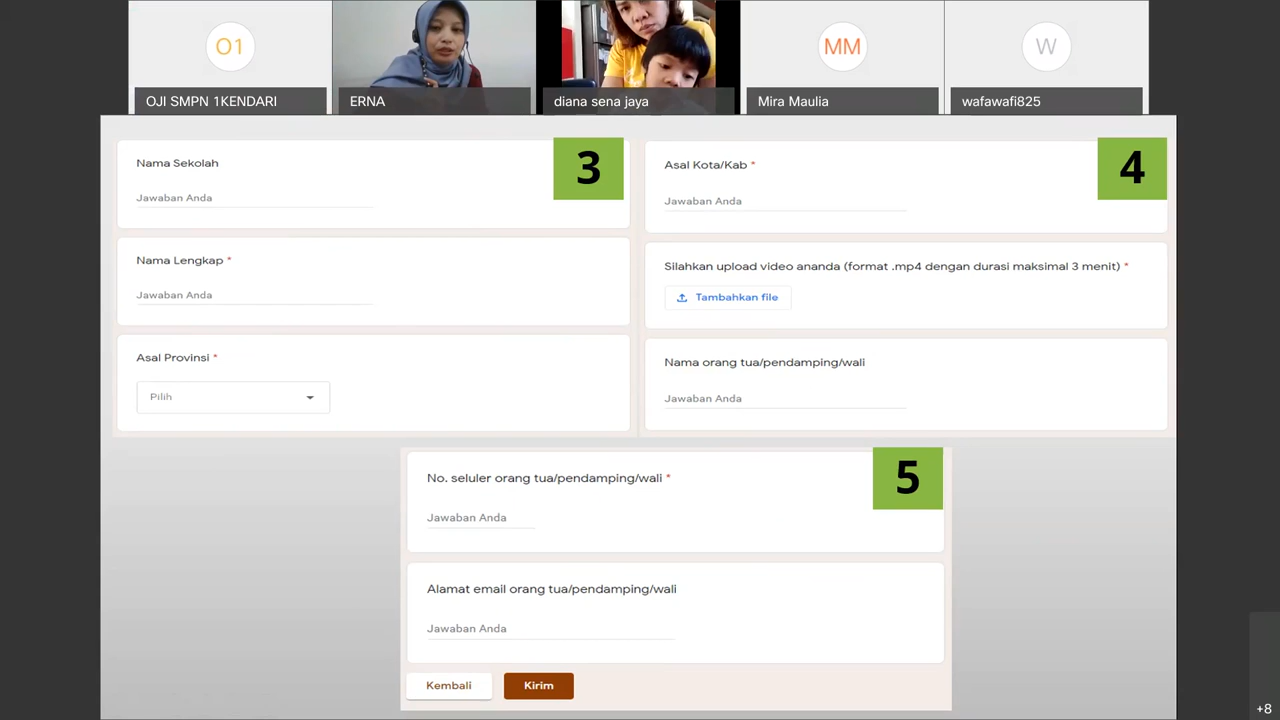 O1
MM
W
OJI SMPN 1KENDARI
ERNA
diana sena jaya
Mira Maulia
wafawafi825
3
Nama Sekolah
Jawaban Anda
Nama Lengkap *
Jawaban Anda
Asal Provinsi *
Pilih
4
Asal Kota/Kab *
Jawaban Anda
Silahkan upload video ananda (format .mp4 dengan durasi maksimal 3 menit) *
Tambahkan file
Nama orang tua/pendamping/wali
Jawaban Anda
5
No. seluler orang tua/pendamping/wali *
Jawaban Anda
Alamat email orang tua/pendamping/wali
Jawaban Anda
Kembali
Kirim
+8